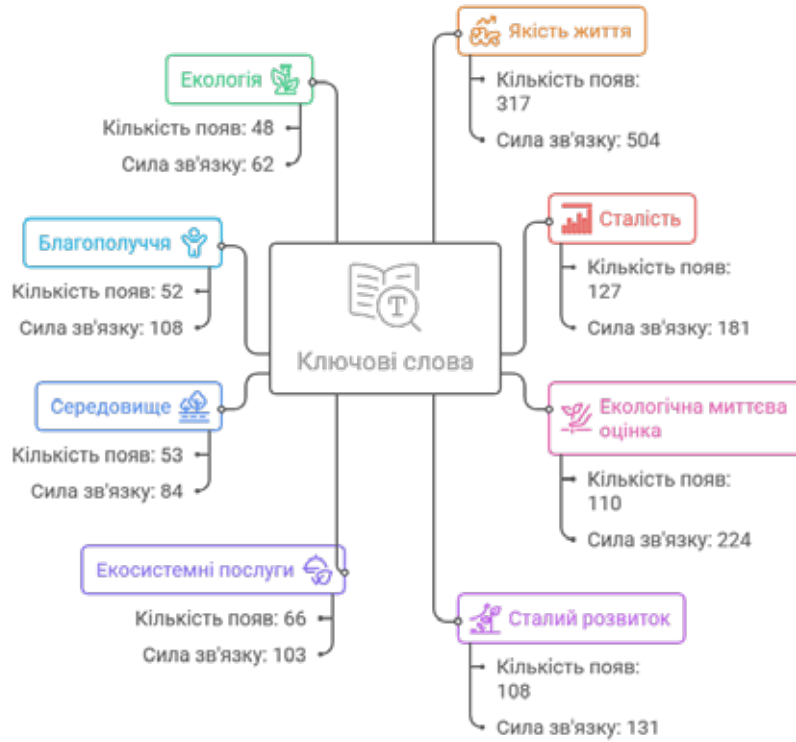 Якість життя
Кількість появ:
317
Сила зв'язку: 504
Екологія
Кількість появ: 48
Сила зв'язку: 62
Сталість
Кількість появ:
127
Сила зв'язку: 181
Благополуччя
Кількість появ: 52
Сила зв'язку: 108
T
Ключові слова
Середовище
Кількість появ: 53
Сила зв'язку: 84
Екологічна миттєва
оцінка
Кількість появ:
110
Сила зв'язку: 224
Екосистемні послуги
Кількість появ: 66
Сила зв'язку: 103
Сталий розвиток
Кількість появ:
108
Сила зв'язку: 131